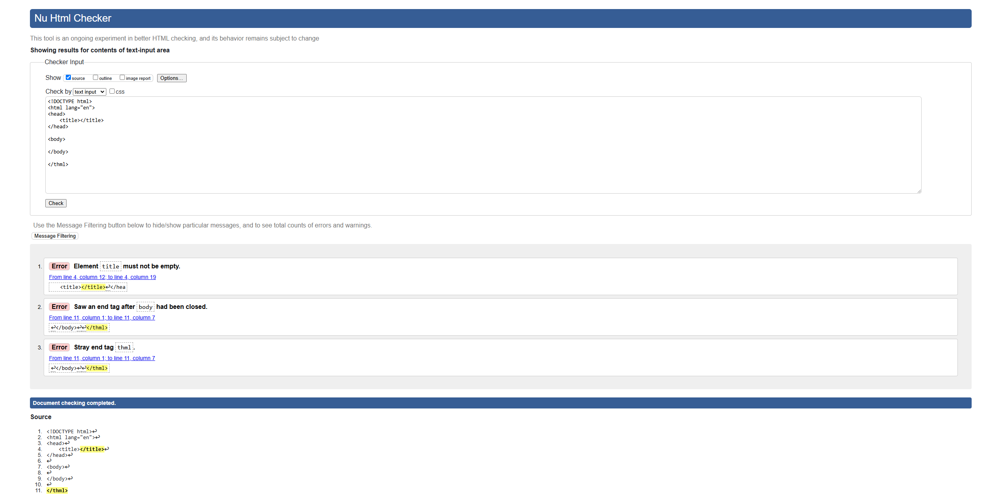 Nu Html Checker
This tool is an ongoing experiment in better HTML checking, and its behavior remains subject to change
Showing results for contents of text-input area
Checker Input
Show source outline image report Options...
Check by text input css
<!DOCTYPE html>
<html lang="en">
<head>
    <title></title>
</head>
<body>
</body>
</thml>
Check
Use the Message Filtering button below to hide/show particular messages, and to see total counts of errors and warnings.
Message Filtering
1. Error Element title must not be empty.
From line 4, column 12; to line 4, column 19
    <title></title>↩</hea
2. Error Saw an end tag after body had been closed.
From line 11, column 1; to line 11, column 7
↩</body>↩↩</thml>
3. Error Stray end tag thml.
From line 11, column 1; to line 11, column 7
↩</body>↩↩</thml>
Document checking completed.
Source
1. <!DOCTYPE html>↩
2. <html lang="en">↩
3. <head>↩
4.     <title></title>↩
5. </head>↩
6. ↩
7. <body>↩
8. ↩
9. </body>↩
10. ↩
11. </thml>